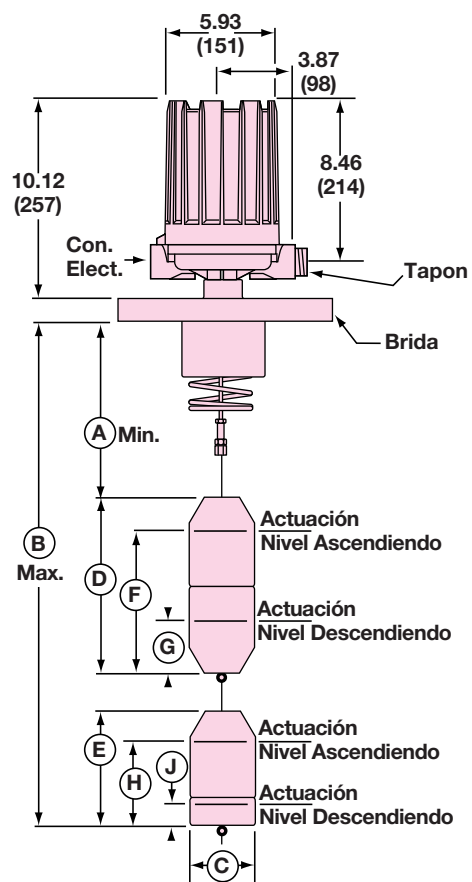 5.93
(151)
3.87
(98)
10.12
(257)
8.46
(214)
Con.
Elect.
Tapon
Brida
A Min.
B
Max.
D
F
G
Actuación
Nivel Ascendiendo
Actuación
Nivel Descendiendo
E
H
J
Actuación
Nivel Ascendiendo
Actuación
Nivel Descendiendo
C